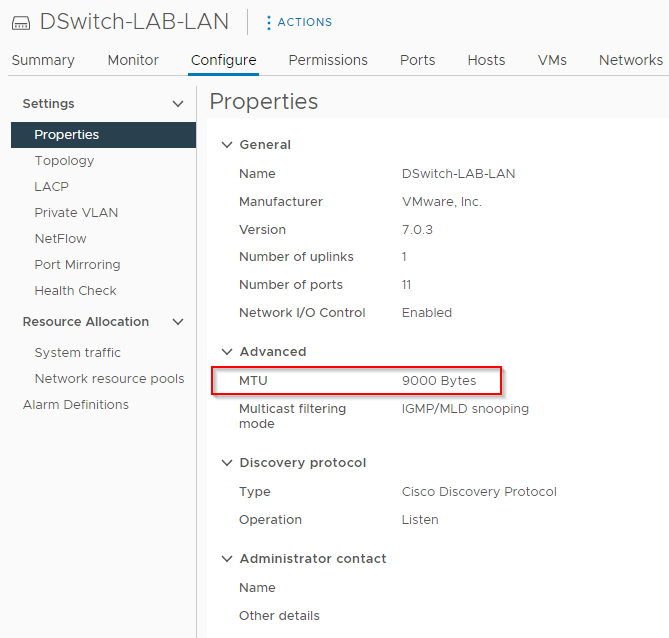 DSwitch-LAB-LAN
ACTIONS
Summary Monitor Configure Permissions Ports Hosts VMs Networks
Settings
Properties
Topology
LACP
Private VLAN
NetFlow
Port Mirroring
Health Check
Resource Allocation
System traffic
Network resource pools
Alarm Definitions
Properties
General
Name DSwitch-LAB-LAN
Manufacturer VMware, Inc.
Version 7.0.3
Number of uplinks 1
Number of ports 11
Network I/O Control Enabled
Advanced
MTU 9000 Bytes
Multicast filtering IGMP/MLD snooping
mode
Discovery protocol
Type Cisco Discovery Protocol
Operation Listen
Administrator contact
Name
Other details